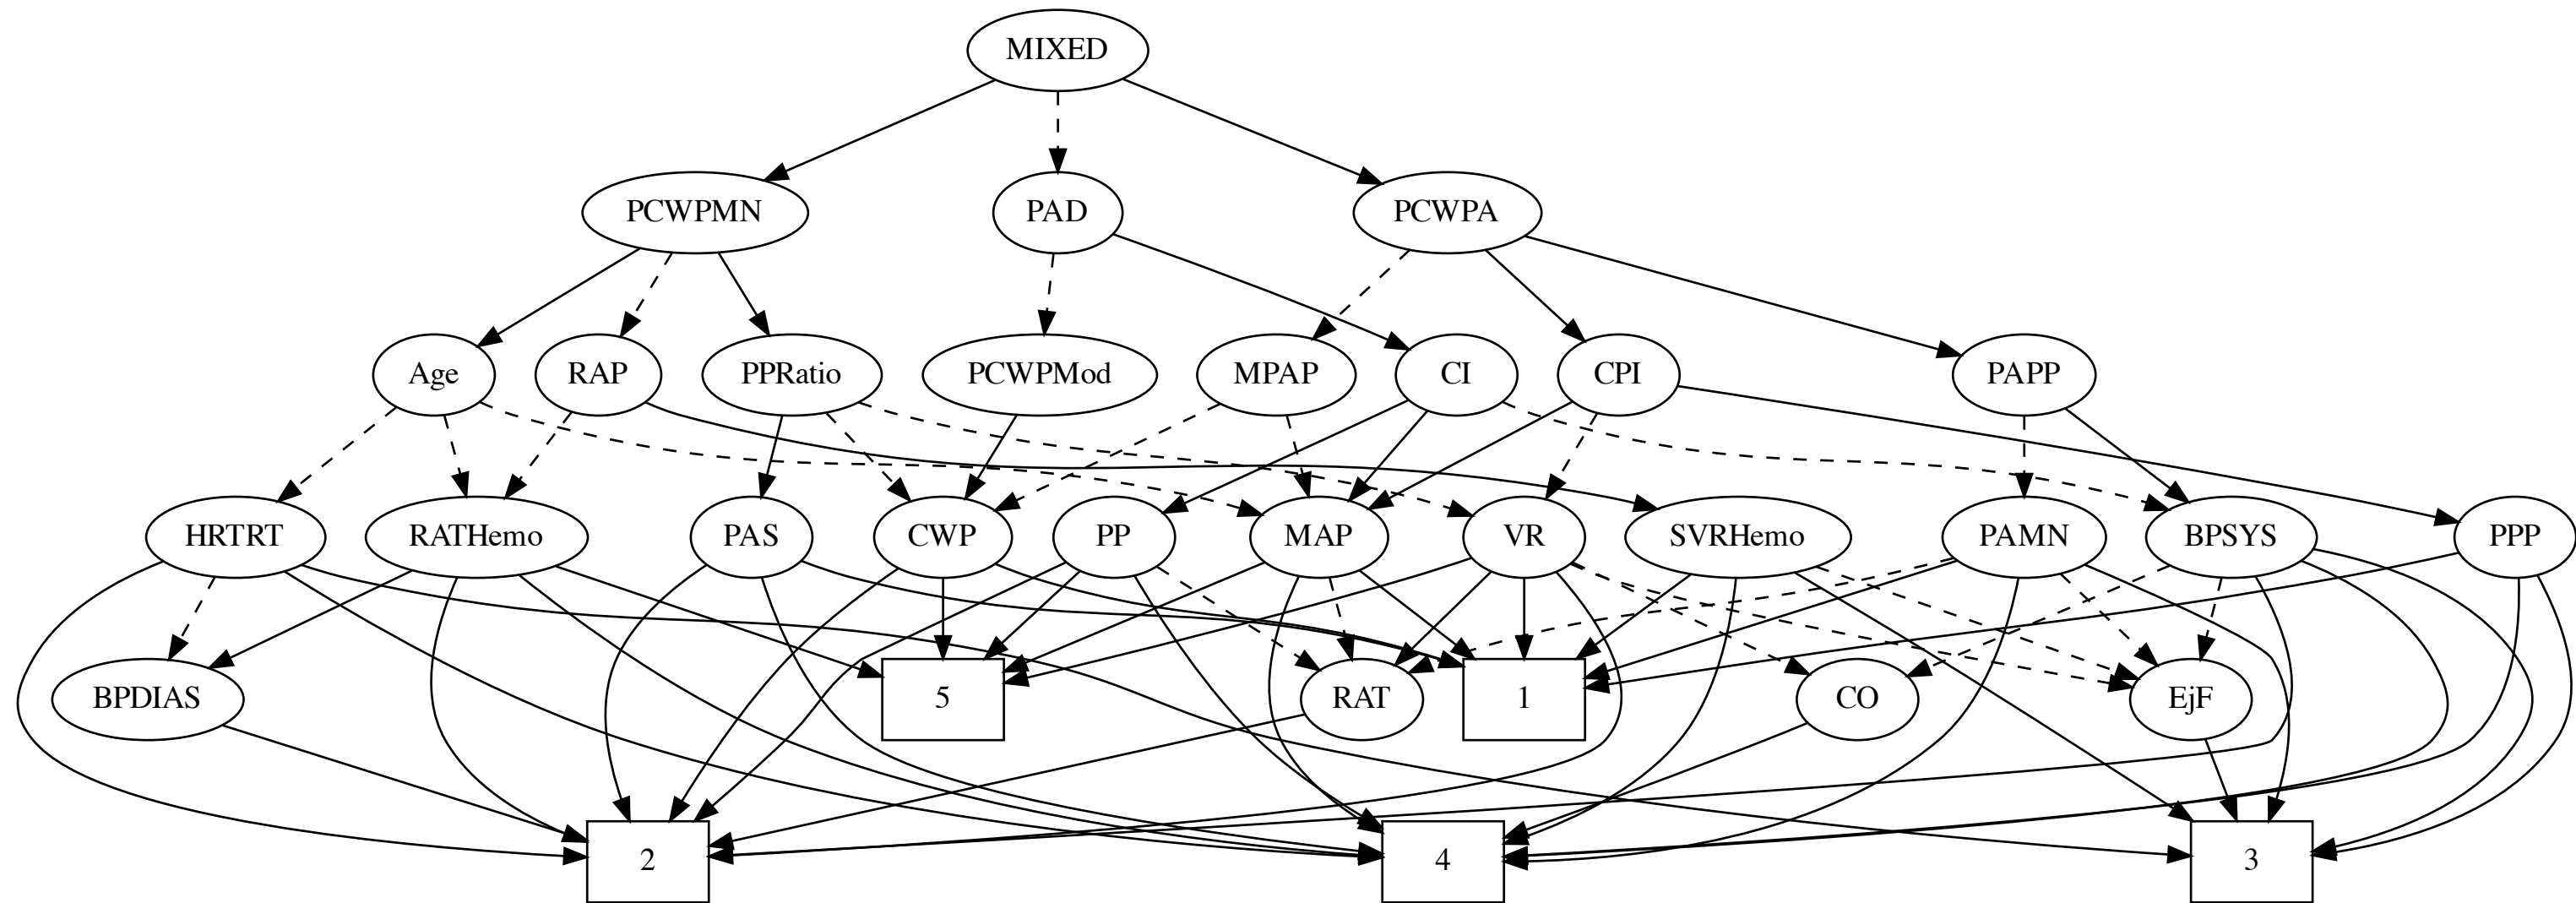 MIXED
PCWPMN
PAD
PCWPA
Age
RAP
PPRatio
PCWPMod
MPAP
CI
CPI
PAPP
HRTRT
RATHemo
PAS
CWP
PP
MAP
VR
SVRHemo
PAMN
BPSYS
PPP
BPDIAS
5
RAT
1
CO
EjF
2
4
3